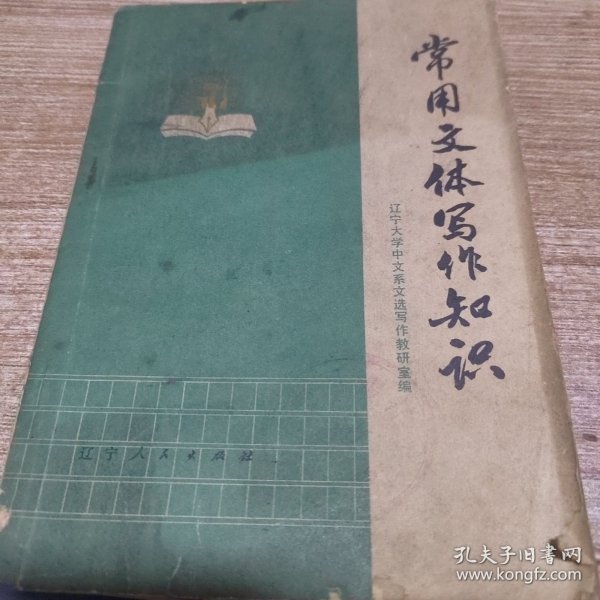 常用文体写作知识
辽宁大学中文系文选写作教研室编
辽宁人民出版社
孔夫子旧书网
www.kongfz.com